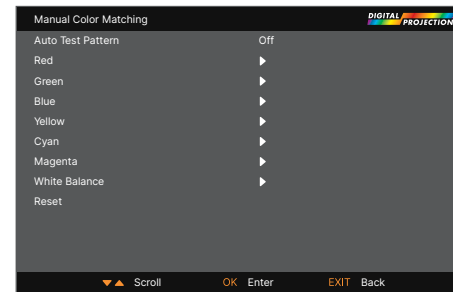 Manual Color Matching
DIGITAL
PROJECTION
Auto Test Pattern Off
Red
Green
Blue
Yellow
Cyan
Magenta
White Balance
Reset
Scroll OK Enter EXIT Back